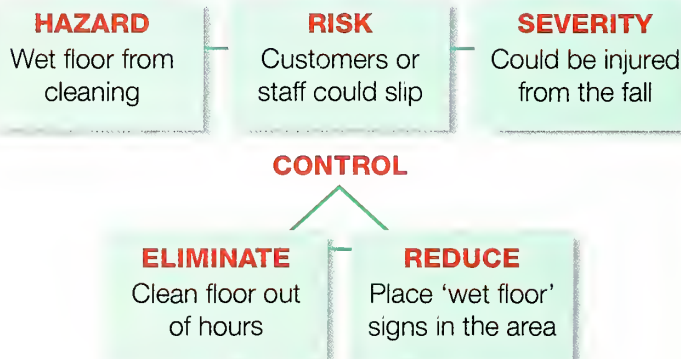 HAZARD
Wet floor from
cleaning
RISK
Customers or
staff could slip
SEVERITY
Could be injured
from the fall
CONTROL
ELIMINATE
Clean floor out
of hours
REDUCE
Place ‘wet floor’
signs in the area